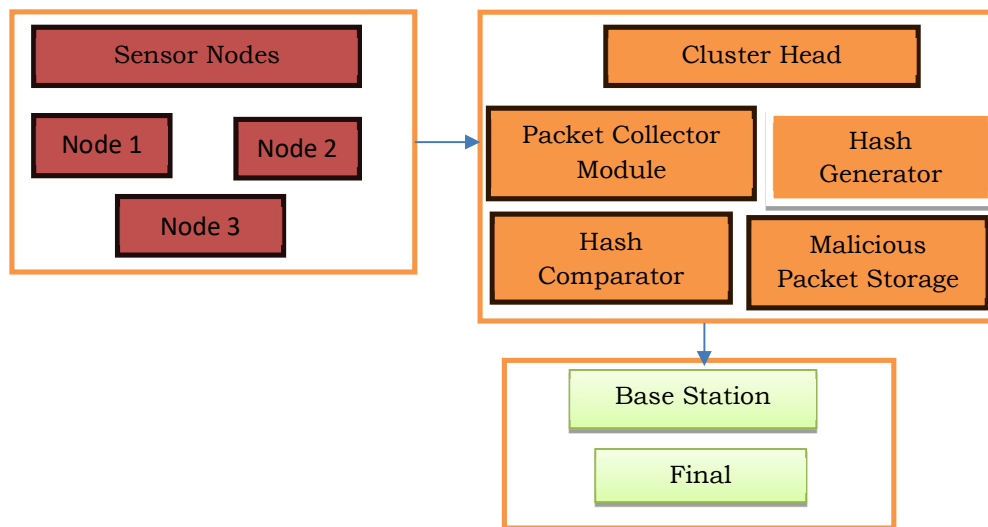 Sensor Nodes
Node 1
Node 2
Node 3
Cluster Head
Packet Collector
Module
Hash
Generator
Hash
Comparator
Malicious
Packet Storage
Base Station
Final